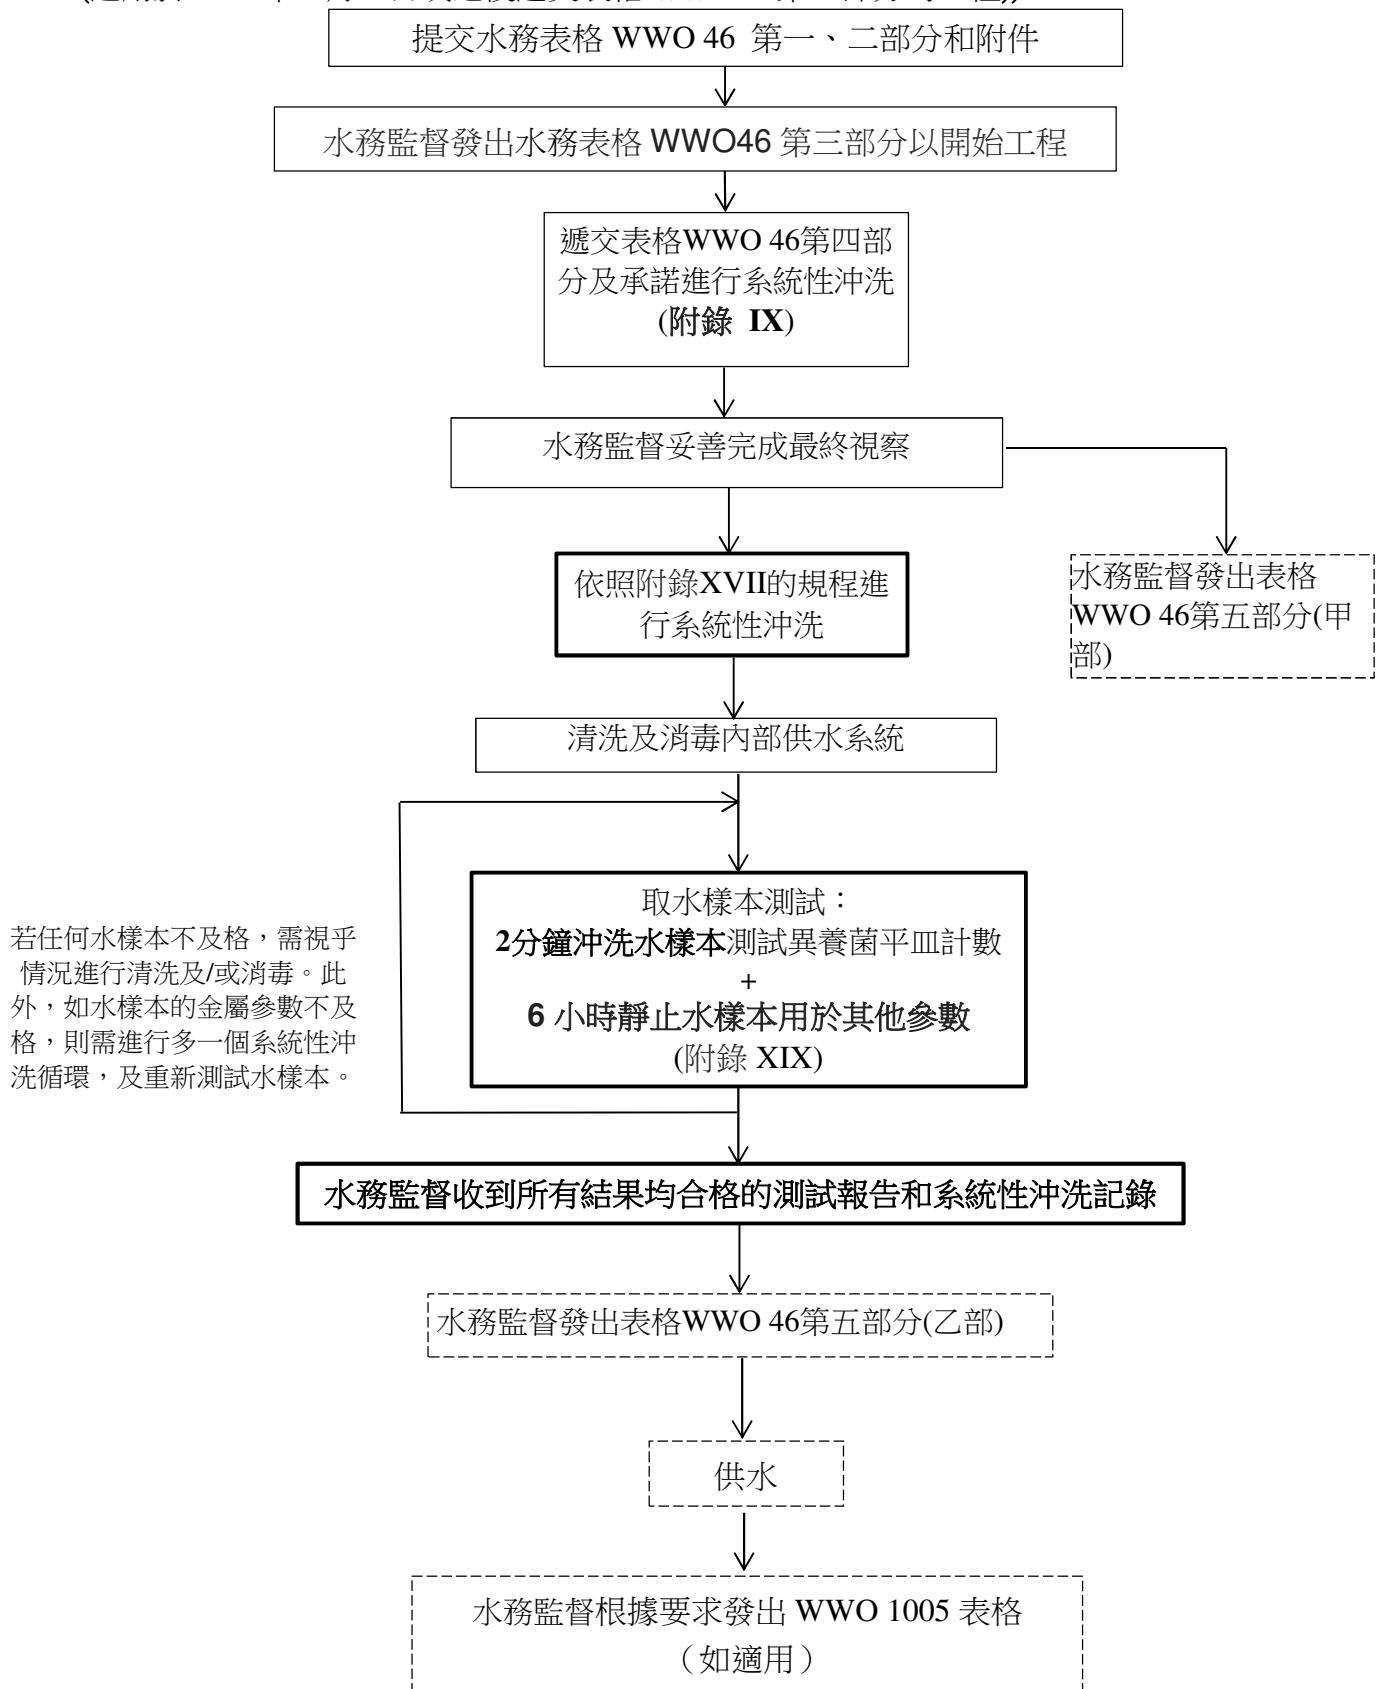 提交水務表格 WWO 46 第一、二部分和附件
水務監督發出水務表格 WWO46 第三部分以開始工程
遞交表格WWO 46第四部
分及承諾進行系統性沖洗
(附錄 IX)
水務監督妥善完成最終視察
依照附錄XVII的規程進
行系統性沖洗
水務監督發出表格
WWO 46第五部分(甲
部)
清洗及消毒內部供水系統
取水樣本測試：
2分鐘沖洗水樣本測試異養菌平皿計數
+
6 小時靜止水樣本用於其他參數
(附錄 XIX)
若任何水樣本不及格，需視乎
情況進行清洗及/或消毒。此
外，如水樣本的金屬參數不及
格，則需進行多一個系統性沖
洗循環，及重新測試水樣本。
水務監督收到所有結果均合格的測試報告和系統性沖洗記錄
水務監督發出表格WWO 46第五部分(乙部)
供水
水務監督根據要求發出 WWO 1005 表格
（如適用）